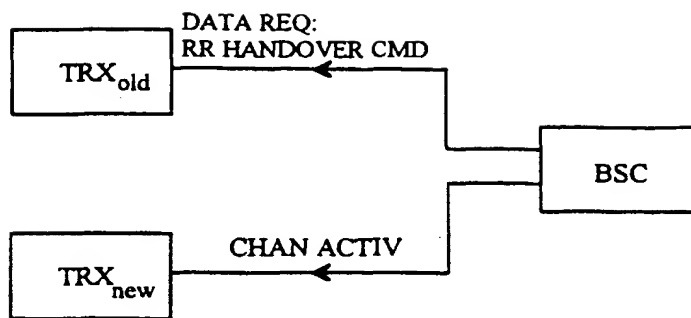 DATA REQ:
RR HANDOVER CMD
TRXold
BSC
CHAN ACTIV
TRXnew